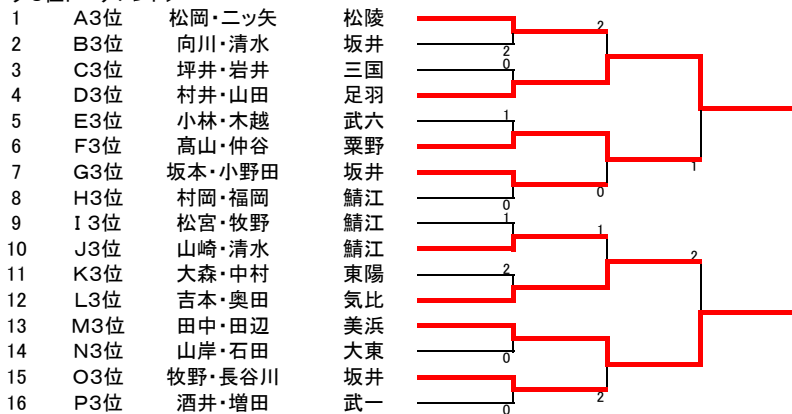 1 A3位 松岡・二ッ矢 松陵
2
2 B3位 向川・清水 坂井
2
3 C3位 坪井・岩井 三国
0
4 D3位 村井・山田 足羽
5 E3位 小林・木越 武六
1
6 F3位 髙山・仲谷 粟野
1
7 G3位 坂本・小野田 坂井
0
8 H3位 村岡・福岡 鯖江
0
9 I3位 松宮・牧野 鯖江
1
10 J3位 山崎・清水 鯖江
1
11 K3位 大森・中村 東陽
2
2
12 L3位 吉本・奥田 気比
13 M3位 田中・田辺 美浜
14 N3位 山岸・石田 大東
0
15 O3位 牧野・長谷川 坂井
2
16 P3位 酒井・増田 武一
0